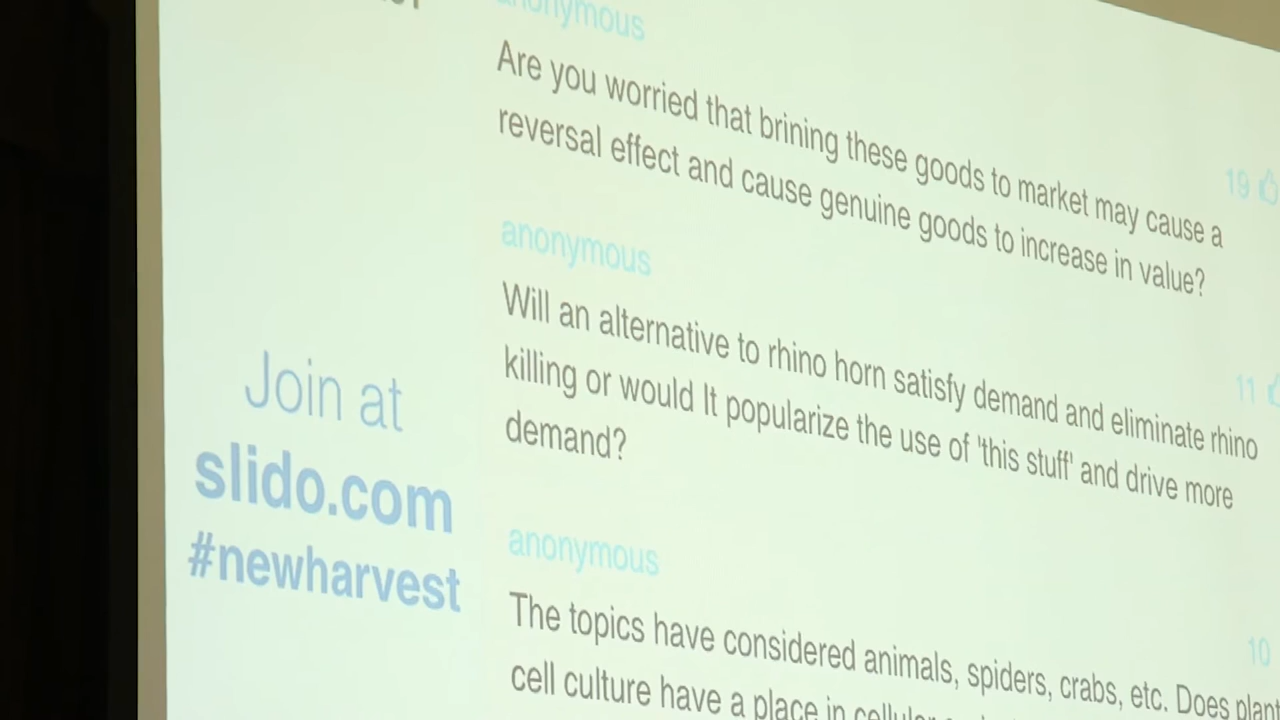 anonymous
Are you worried that brining these goods to market may cause a
reversal effect and cause genuine goods to increase in value?
19
anonymous
Will an alternative to rhino horn satisfy demand and eliminate rhino
killing or would It popularize the use of 'this stuff' and drive more
demand?
11
anonymous
The topics have considered animals, spiders, crabs, etc. Does plant
cell culture have a place in
10
Join at
slido.com
#newharvest